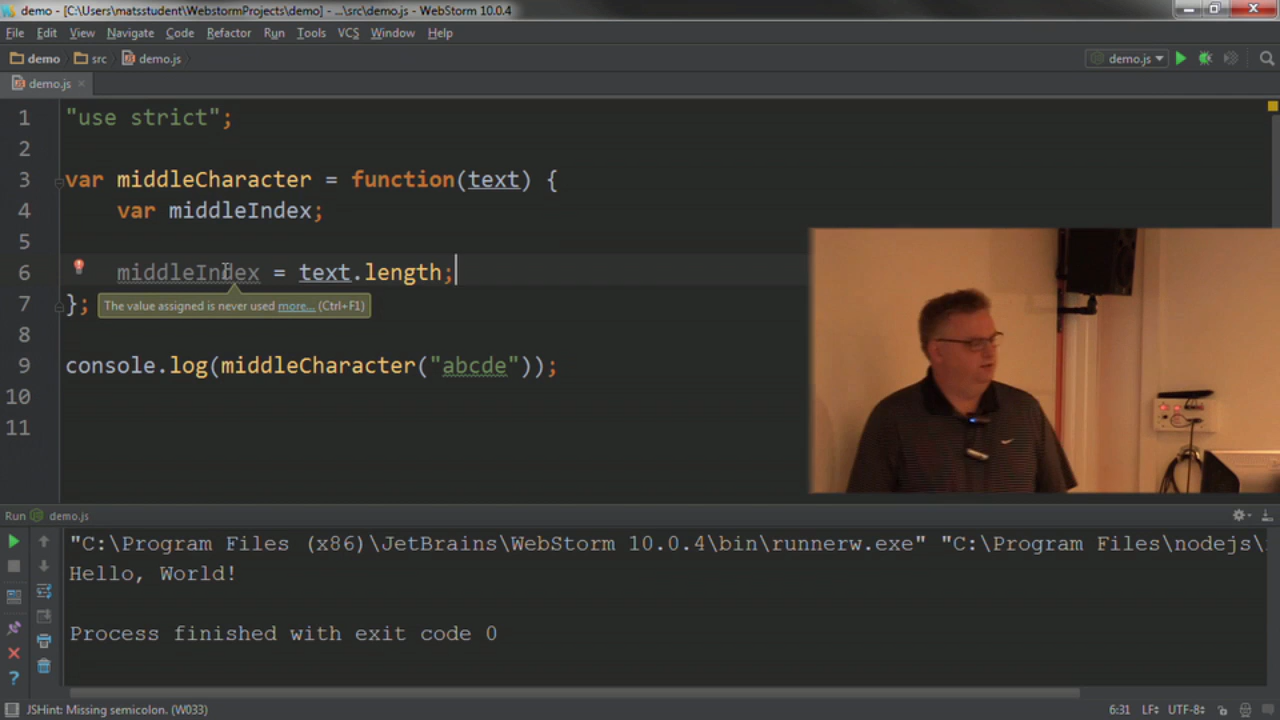 demo - [C:\Users\matsstudent\WebstormProjects\demo] - ...\src\demo.js - WebStorm 10.0.4
File Edit View Navigate Code Refactor Run Tools VCS Window Help
demo src demo.js demo.js
demo.js
1 "use strict";
2
3 var middleCharacter = function(text) {
4 var middleIndex;
5
6 middleIndex = text.length;
7 };
The value assigned is never used more... (Ctrl+F1)
8
9 console.log(middleCharacter("abcde"));
10
11
Run demo.js
"C:\Program Files (x86)\JetBrains\WebStorm 10.0.4\bin\runnerw.exe" "C:\Program Files\nodejs\
Hello, World!
Process finished with exit code 0
JSHint: Missing semicolon. (W033) 6:31 LF UTF-8